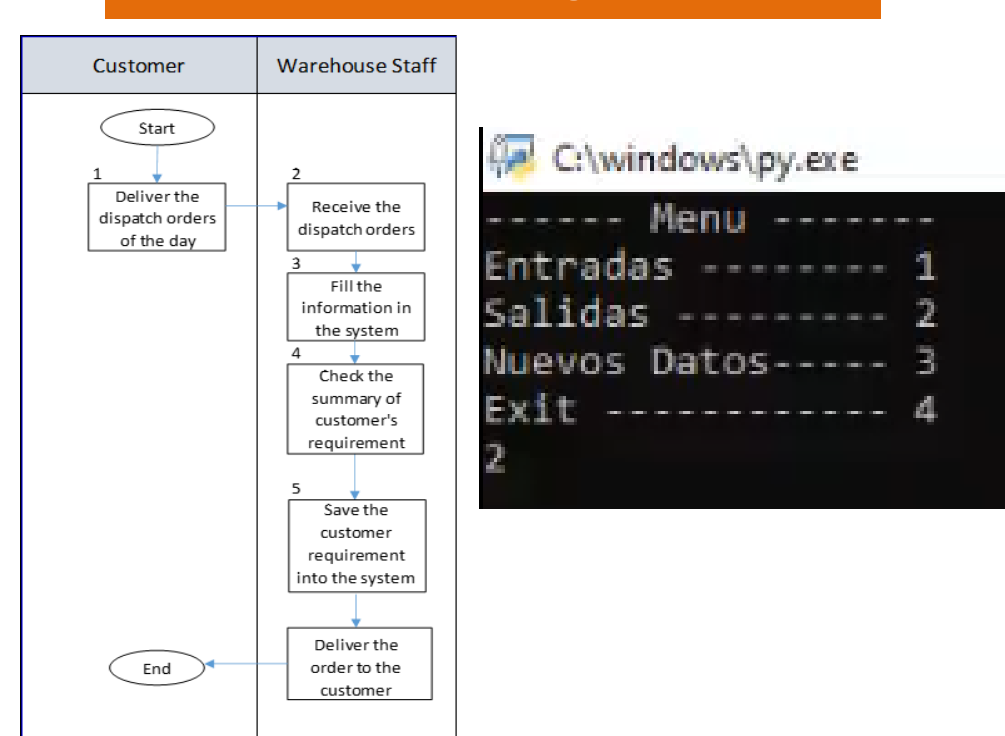 Customer
Warehouse Staff
Start
1
Deliver the
dispatch orders
of the day
2
Receive the
dispatch orders
3
Fill the
information in
the system
4
Check the
summary of
customer's
requirement
5
Save the
customer
requirement
into the system
Deliver the
order to the
customer
End
C:\windows\py.exe
------ Menu -------
Entradas -------- 1
Salidas --------- 2
Nuevos Datos----- 3
Exit ------------ 4
2